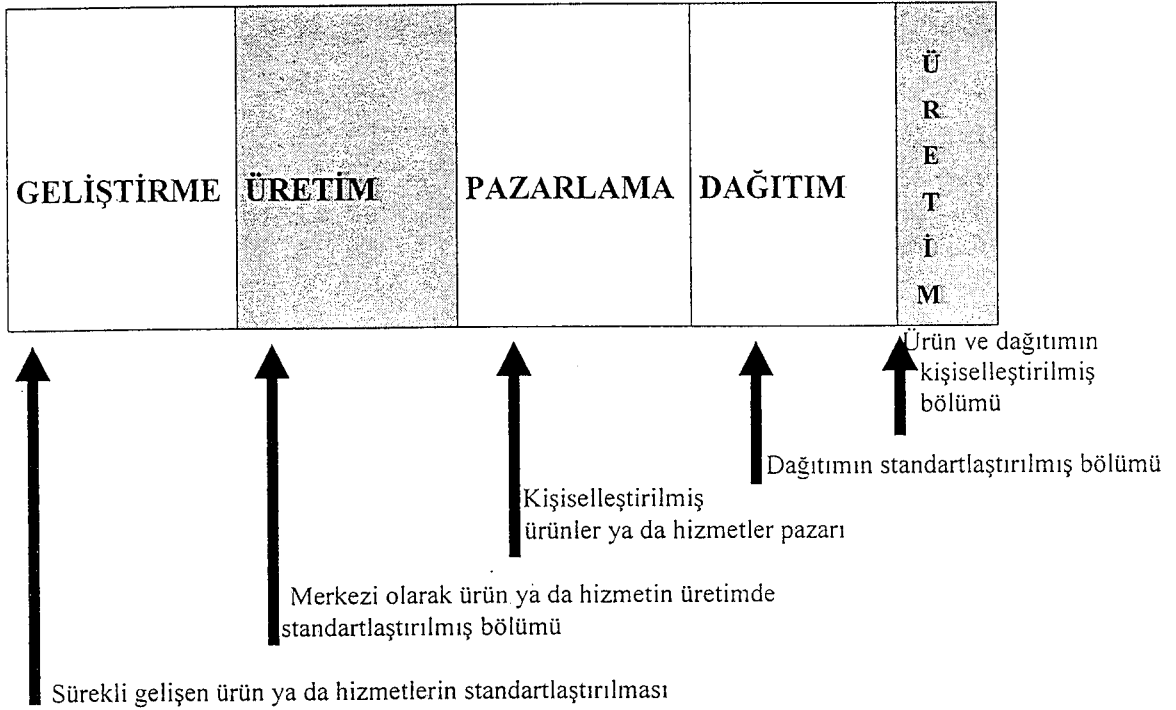 GELİŞTİRME
ÜRETİM
PAZARLAMA
DAĞITIM
Ü
R
E
T
İ
M
Ürün ve dağıtımın
kişiselleştirilmiş
bölümü
Dağıtımın standartlaştırılmış bölümü
Kişiselleştirilmiş
ürünler ya da hizmetler pazarı
Merkezi olarak ürün ya da hizmetin üretimde
standartlaştırılmış bölümü
Sürekli gelişen ürün ya da hizmetlerin standartlaştırılması